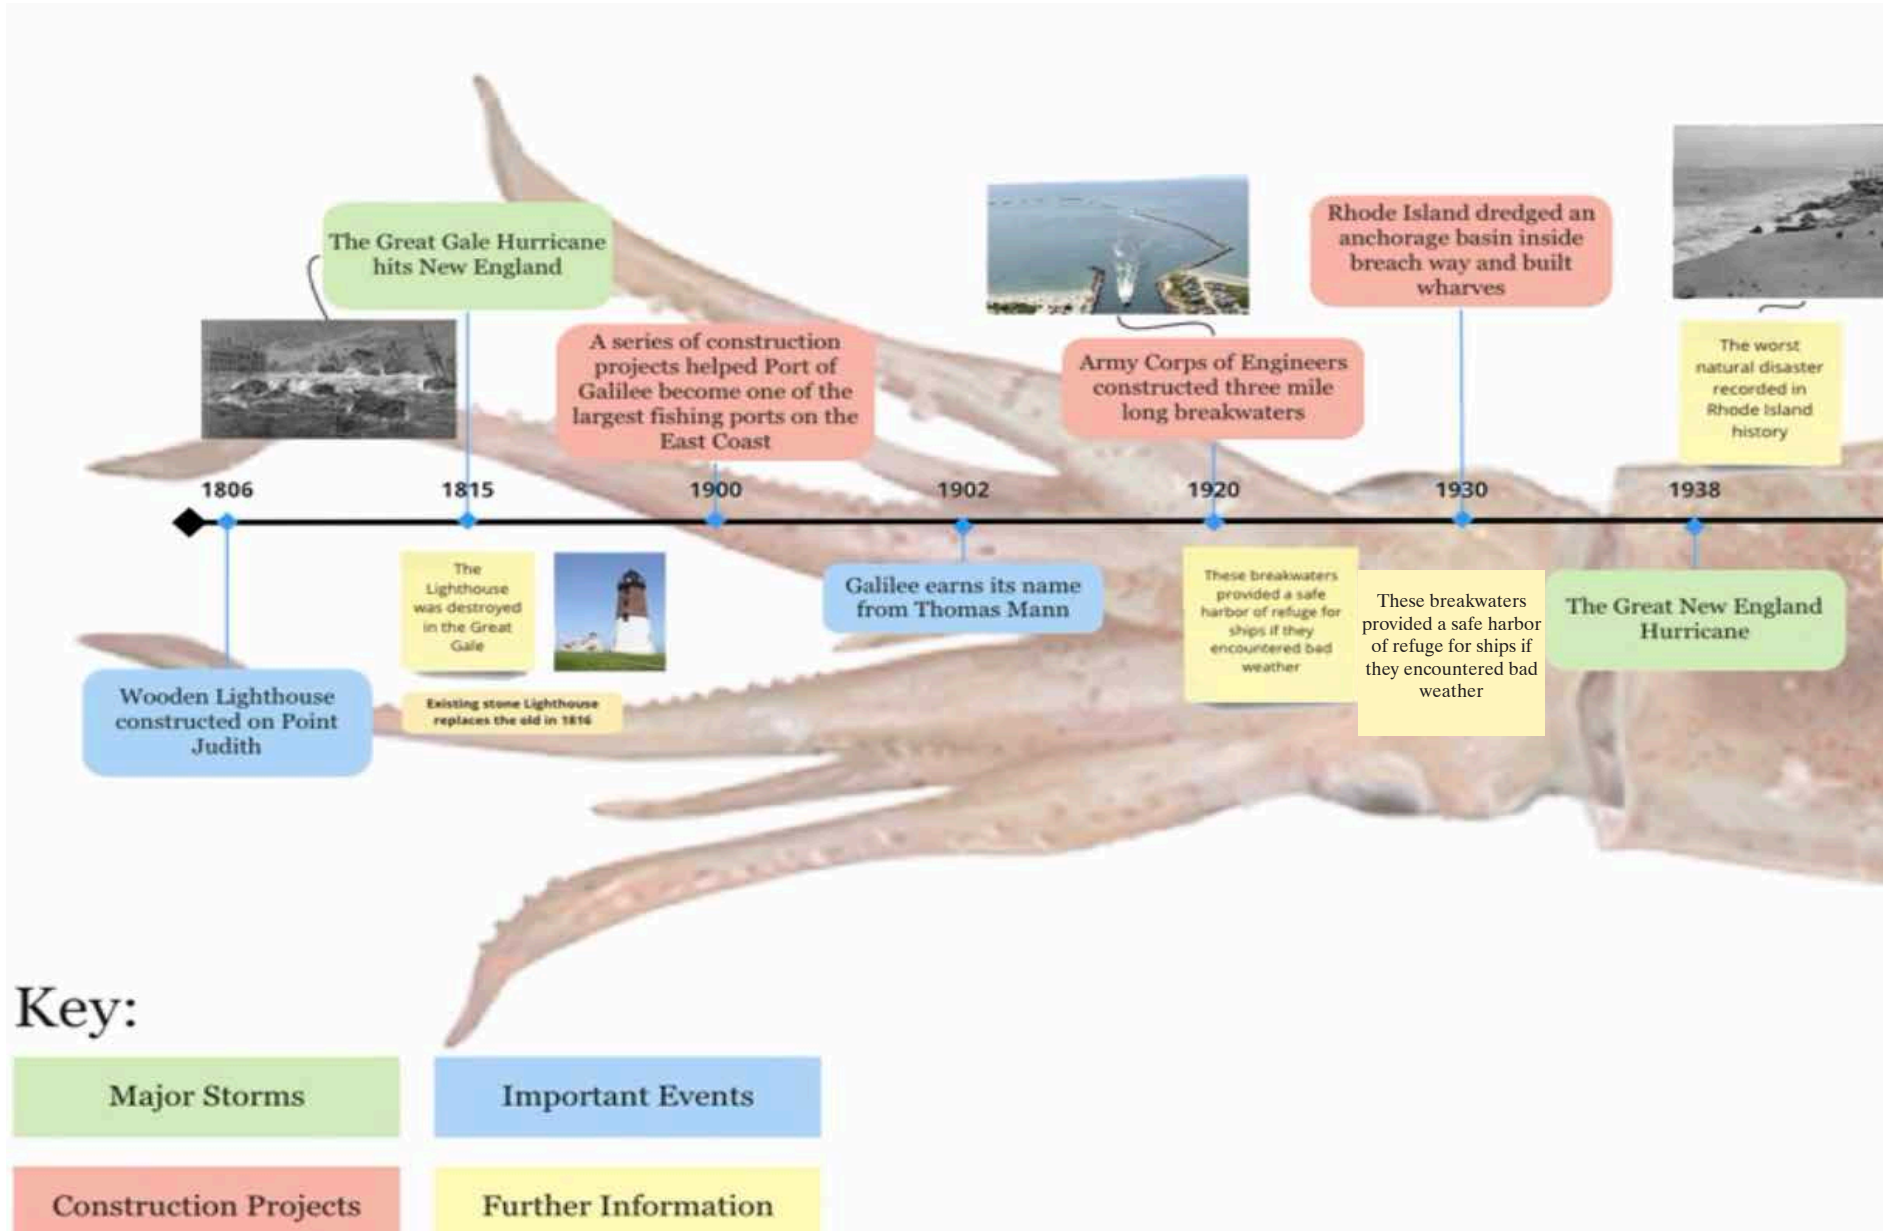 The Great Gale Hurricane
hits New England
A series of construction
projects helped Port of
Galilee become one of the
largest fishing ports on the
East Coast
Army Corps of Engineers
constructed three mile
long breakwaters
Rhode Island dredged an
anchorage basin inside
breach way and built
wharves
The worst
natural disaster
recorded in
Rhode Island
history
1806
1815
1900
1902
1920
1930
1938
Wooden Lighthouse
constructed on Point
Judith
The
Lighthouse
was destroyed
in the Great
Gale
Existing stone Lighthouse
replaces the old in 1816
Galilee earns its name
from Thomas Mann
These breakwaters
provided a safe
harbor of refuge for
ships if they
encountered bad
weather
These breakwaters
provided a safe harbor
of refuge for ships if
they encountered bad
weather
The Great New England
Hurricane
Key:
Major Storms
Important Events
Construction Projects
Further Information